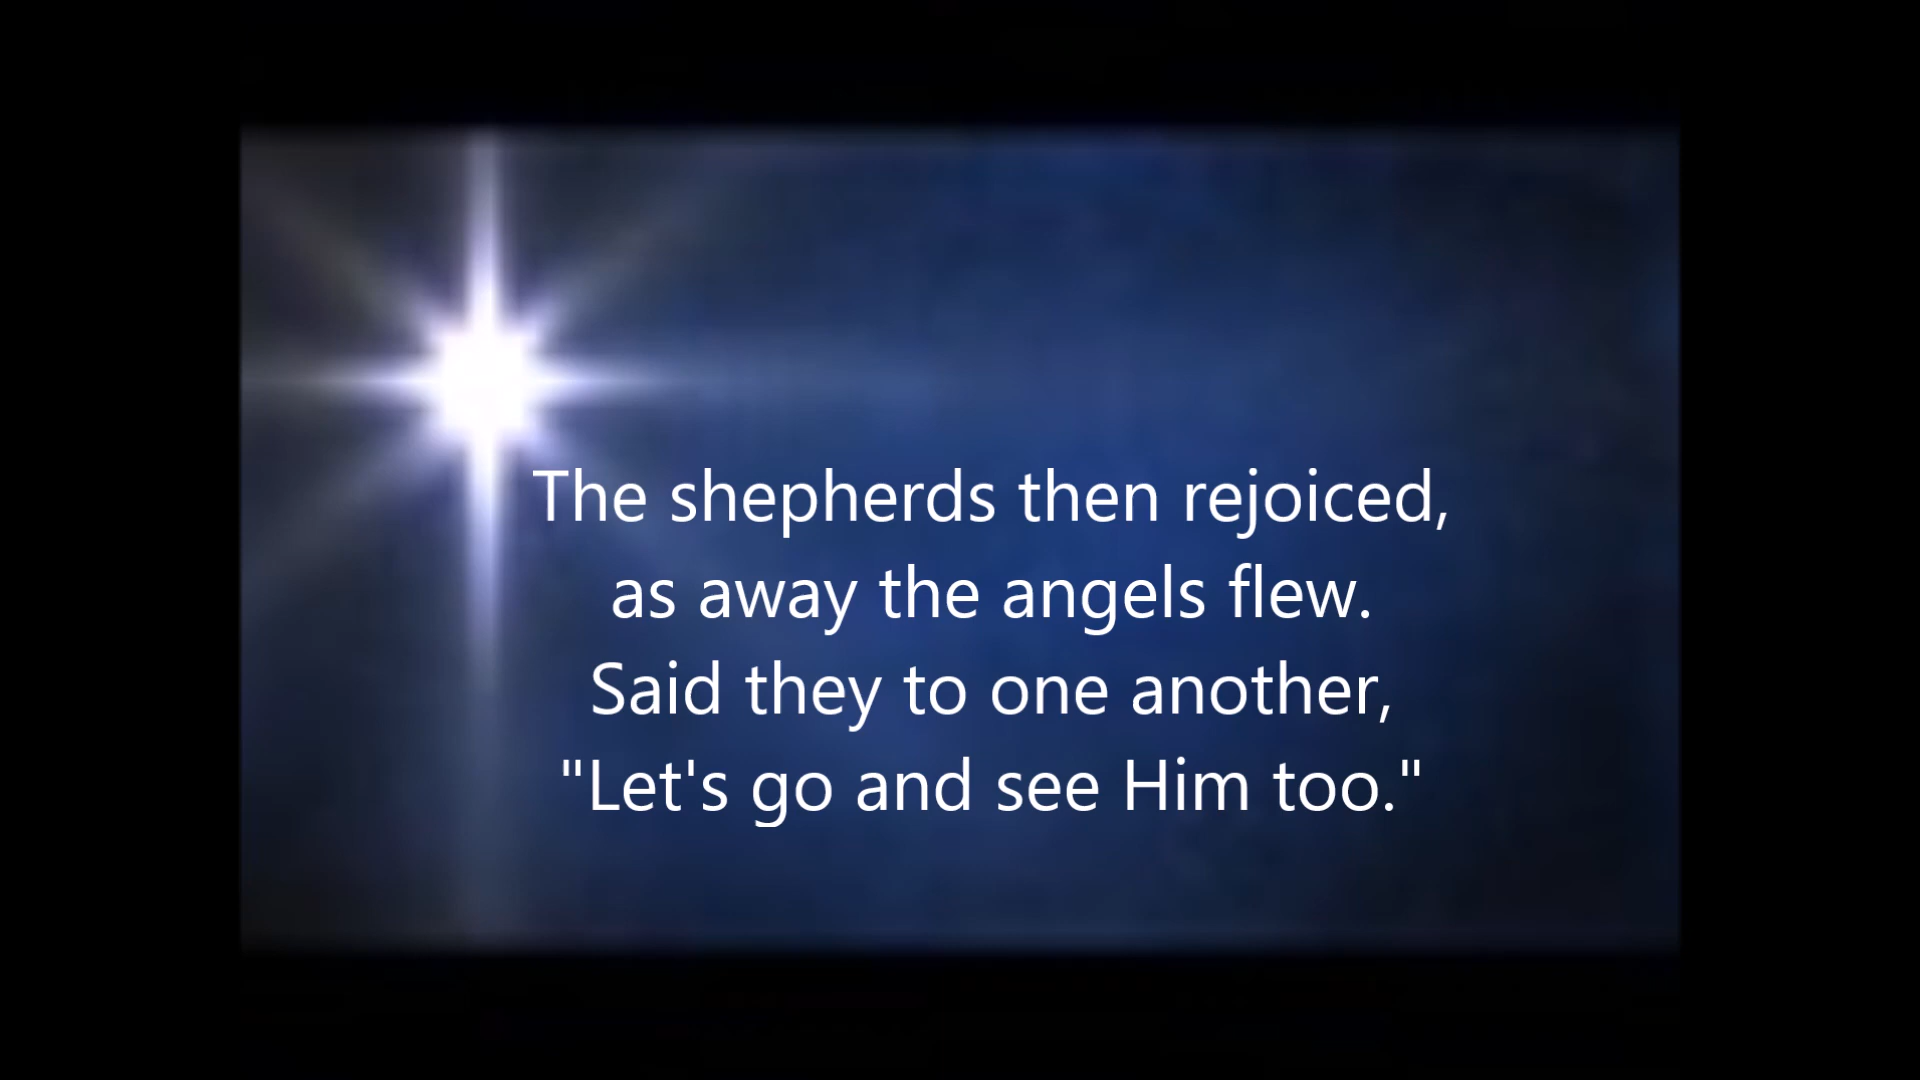 The shepherds then rejoiced,
as away the angels flew.
Said they to one another,
"Let's go and see Him too."